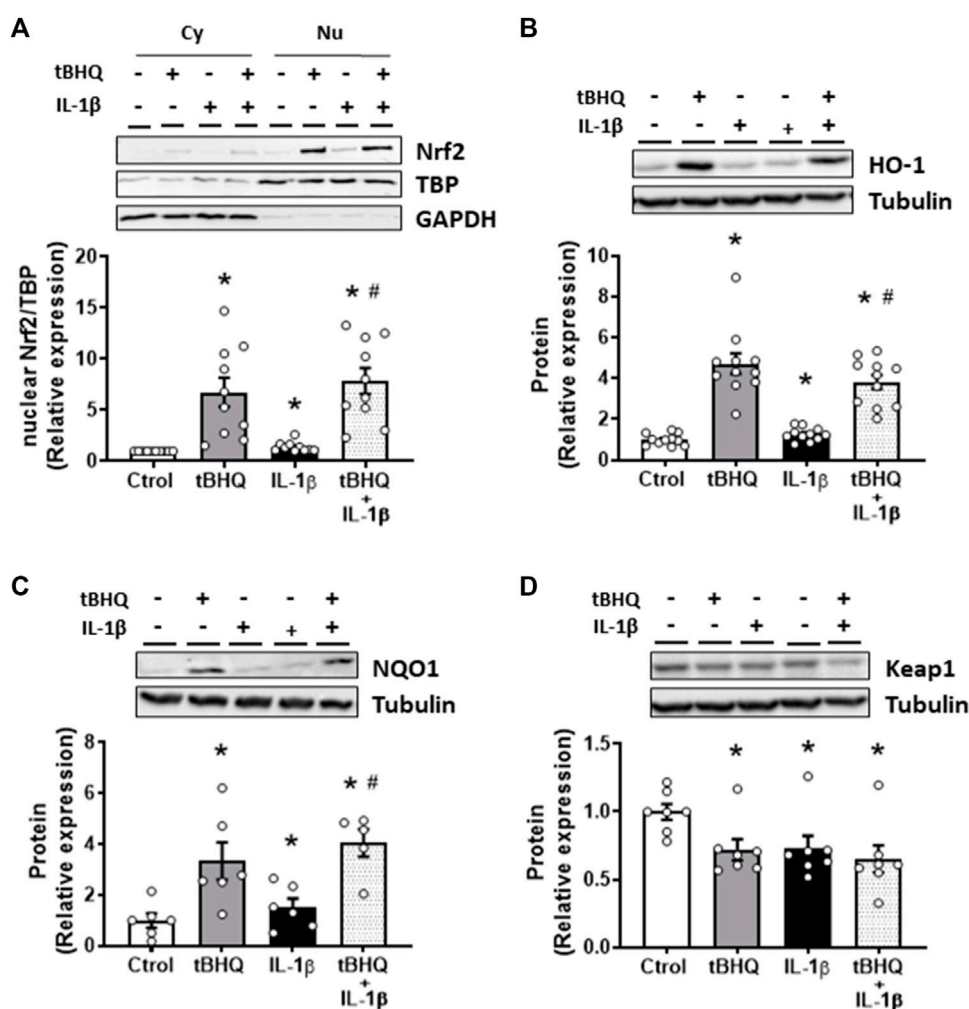 A
Cy Nu
tBHQ - + - + - + - +
IL-1β - - + + - - + +
Nrf2
TBP
GAPDH
nuclear Nrf2/TBP
(Relative expression)
20
15
10
5
0
* * * #
Ctrol tBHQ IL-1β tBHQ
+
IL-1β
B
tBHQ - + - - +
IL-1β - - + + +
HO-1
Tubulin
Protein
(Relative expression)
10
8
6
4
2
0
* * * #
Ctrol tBHQ IL-1β tBHQ
+
IL-1β
C
tBHQ - + - - +
IL-1β - - + + +
NQO1
Tubulin
Protein
(Relative expression)
8
6
4
2
0
* * * #
Ctrol tBHQ IL-1β tBHQ
+
IL-1β
D
tBHQ - + - - +
IL-1β - - + - +
Keap1
Tubulin
Protein
(Relative expression)
1.5
1.0
0.5
0.0
* * *
Ctrol tBHQ IL-1β tBHQ
+
IL-1β